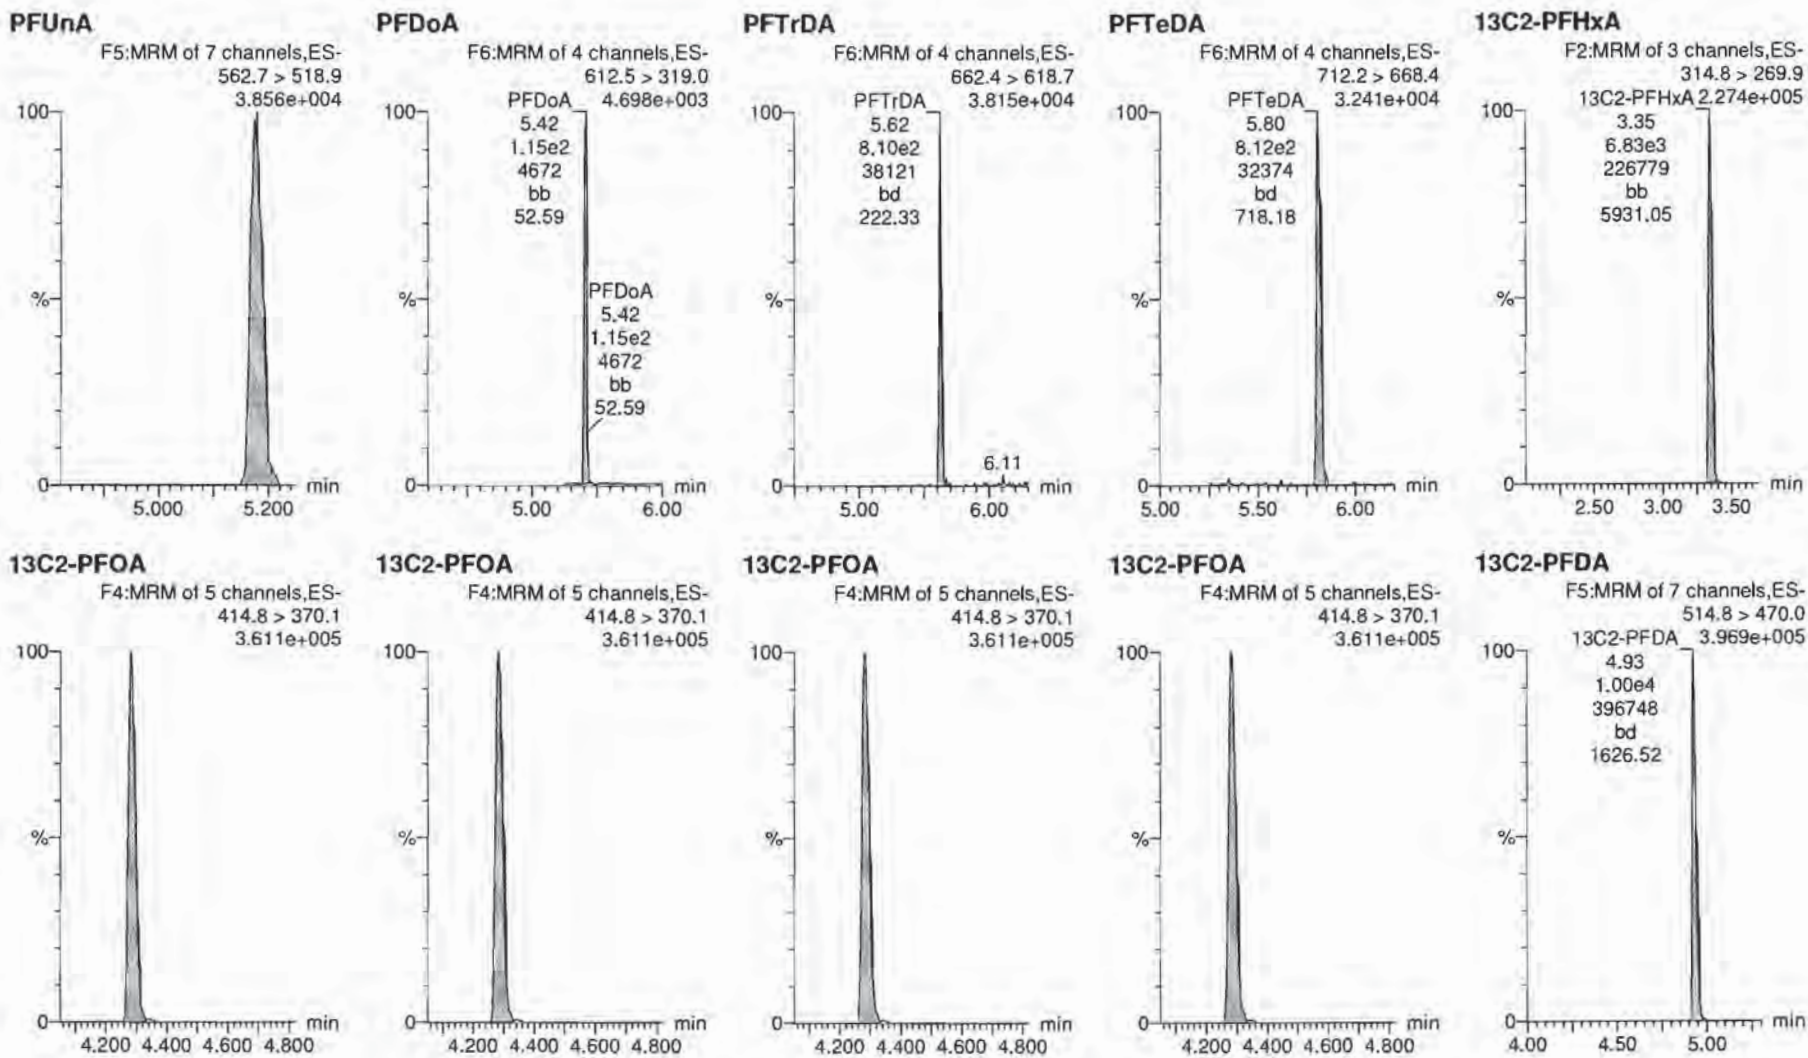 PFUnA
F5:MRM of 7 channels,ES-
562.7 > 518.9
3.856e+004
100
%
0
5.000
5.200
min
PFDoA
F6:MRM of 4 channels,ES-
612.5 > 319.0
PFDoA 4.698e+003
100
5.42
1.15e2
4672
bb
52.59
%
PFDoA
5.42
1.15e2
4672
bb
52.59
0
5.00
6.00
min
PFTrDA
F6:MRM of 4 channels,ES-
662.4 > 618.7
PFTrDA 3.815e+004
100
5.62
8.10e2
38121
bd
222.33
%
6.11
0
5.00
6.00
min
PFTeDA
F6:MRM of 4 channels,ES-
712.2 > 668.4
PFTeDA 3.241e+004
100
5.80
8.12e2
32374
bd
718.18
%
0
5.00
5.50
6.00
min
13C2-PFHxA
F2:MRM of 3 channels,ES-
314.8 > 269.9
13C2-PFHxA 2.274e+005
100
3.35
6.83e3
226779
bb
5931.05
%
0
2.50
3.00
3.50
min
13C2-PFOA
F4:MRM of 5 channels,ES-
414.8 > 370.1
3.611e+005
100
%
0
4.200 4.400 4.600 4.800
min
13C2-PFOA
F4:MRM of 5 channels,ES-
414.8 > 370.1
3.611e+005
100
%
0
4.200 4.400 4.600 4.800
min
13C2-PFOA
F4:MRM of 5 channels,ES-
414.8 > 370.1
3.611e+005
100
%
0
4.200 4.400 4.600 4.800
min
13C2-PFOA
F4:MRM of 5 channels,ES-
414.8 > 370.1
3.611e+005
100
%
0
4.200 4.400 4.600 4.800
min
13C2-PFDA
F5:MRM of 7 channels,ES-
514.8 > 470.0
13C2-PFDA 3.969e+005
100
4.93
1.00e4
396748
bd
1626.52
%
0
4.00
4.50
5.00
min